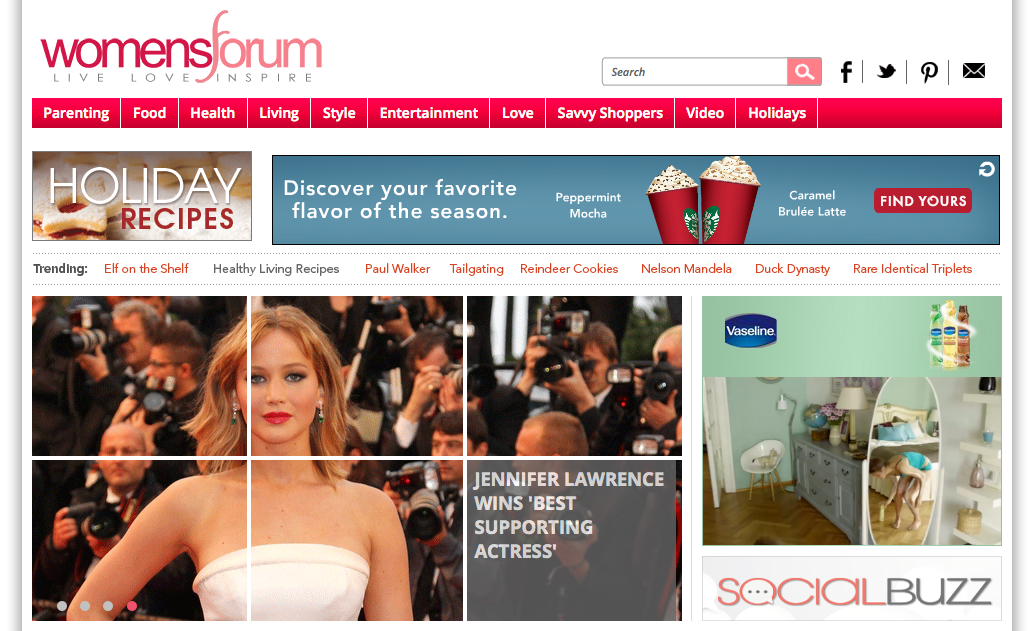 womensforum
LIVE LOVE INSPIRE
Search
Parenting Food Health Living Style Entertainment Love Savvy Shoppers Video Holidays
HOLIDAY
RECIPES
Discover your favorite
flavor of the season.
Peppermint
Mocha
Caramel
Brulée Latte
FIND YOURS
Trending: Elf on the Shelf Healthy Living Recipes Paul Walker Tailgating Reindeer Cookies Nelson Mandela Duck Dynasty Rare Identical Triplets
Vaseline
JENNIFER LAWRENCE
WINS 'BEST
SUPPORTING
ACTRESS'
SOCIALBUZZ